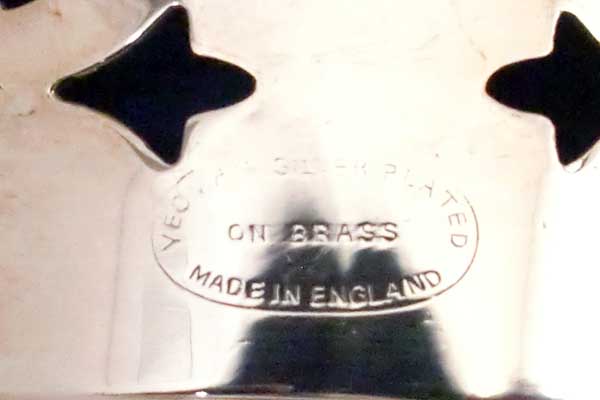 SILVER PLATED
ON BRASS
MADE IN ENGLAND